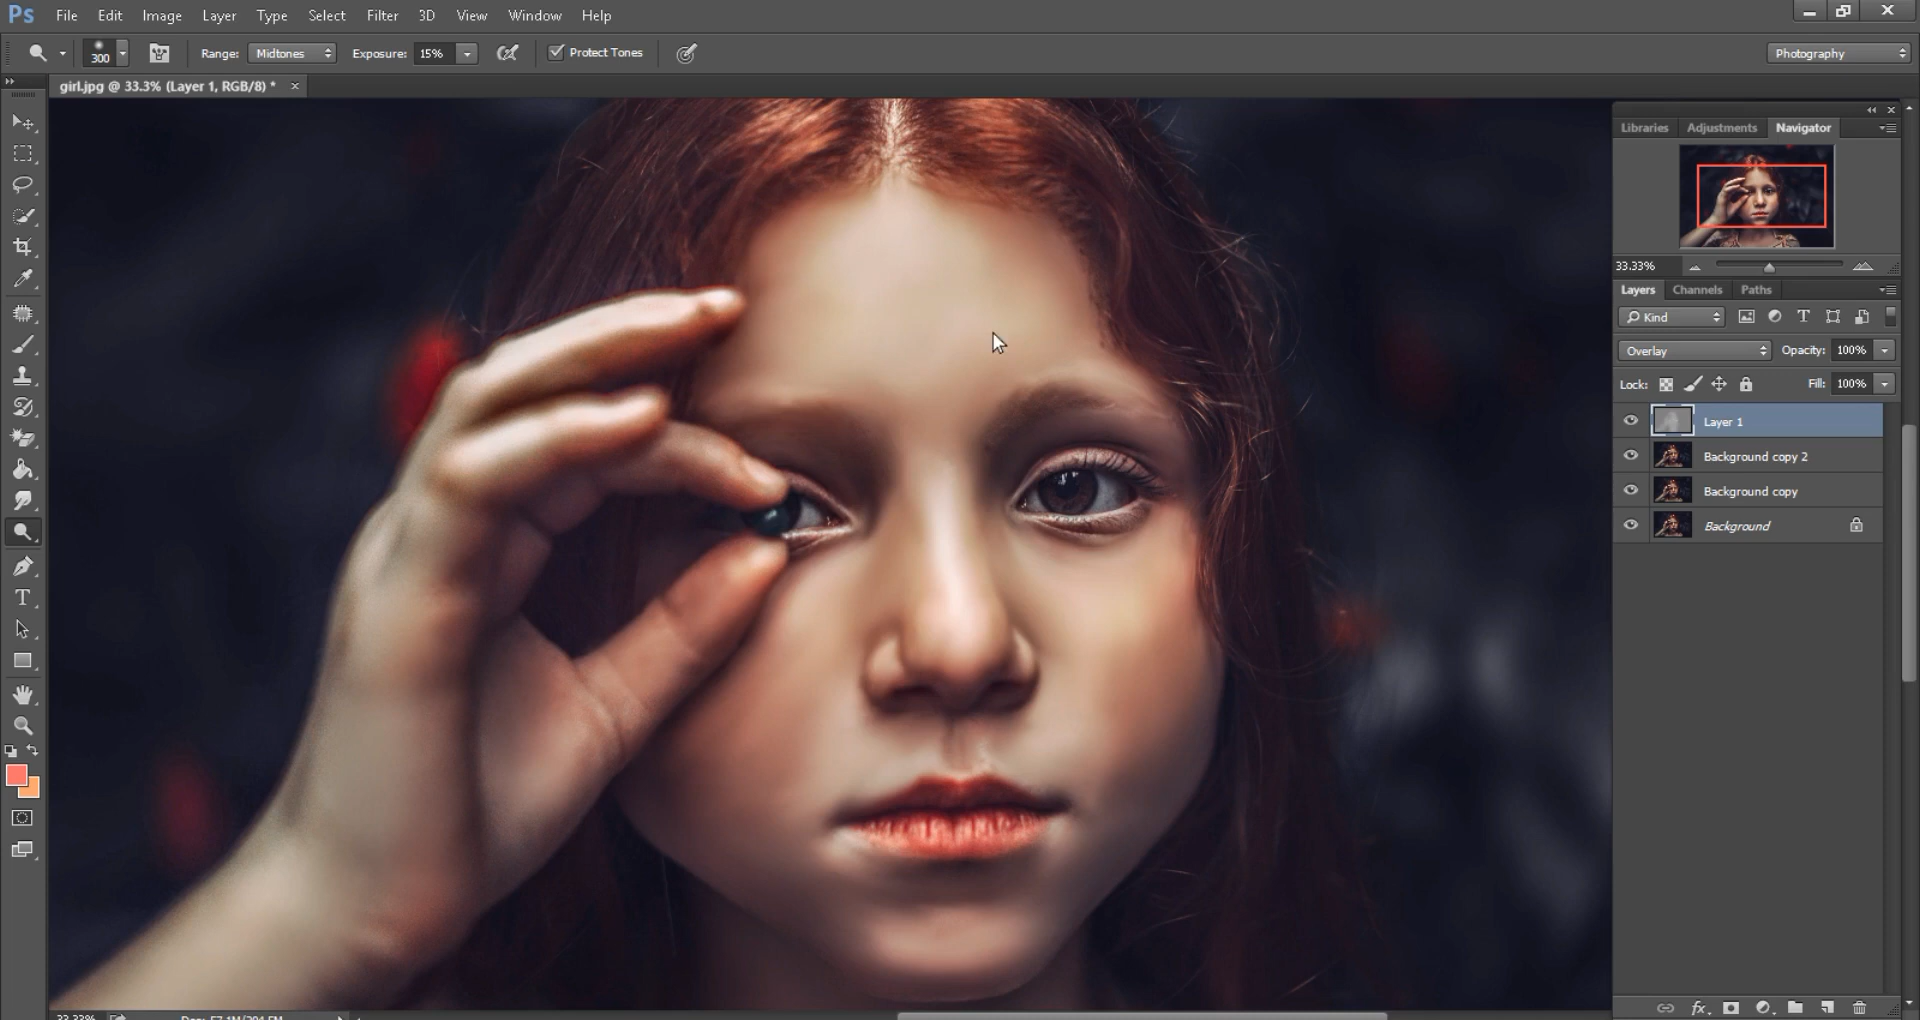 Ps File Edit Image Layer Type Select Filter 3D View Window Help
300 Range: Midtones Exposure: 15% Protect Tones Photography
girl.jpg @ 33.3% (Layer 1, RGB/8) *
Libraries Adjustments Navigator
33.33%
Layers Channels Paths
Kind
Overlay Opacity: 100%
Lock: Fill: 100%
Layer 1
Background copy 2
Background copy
Background
33.33%